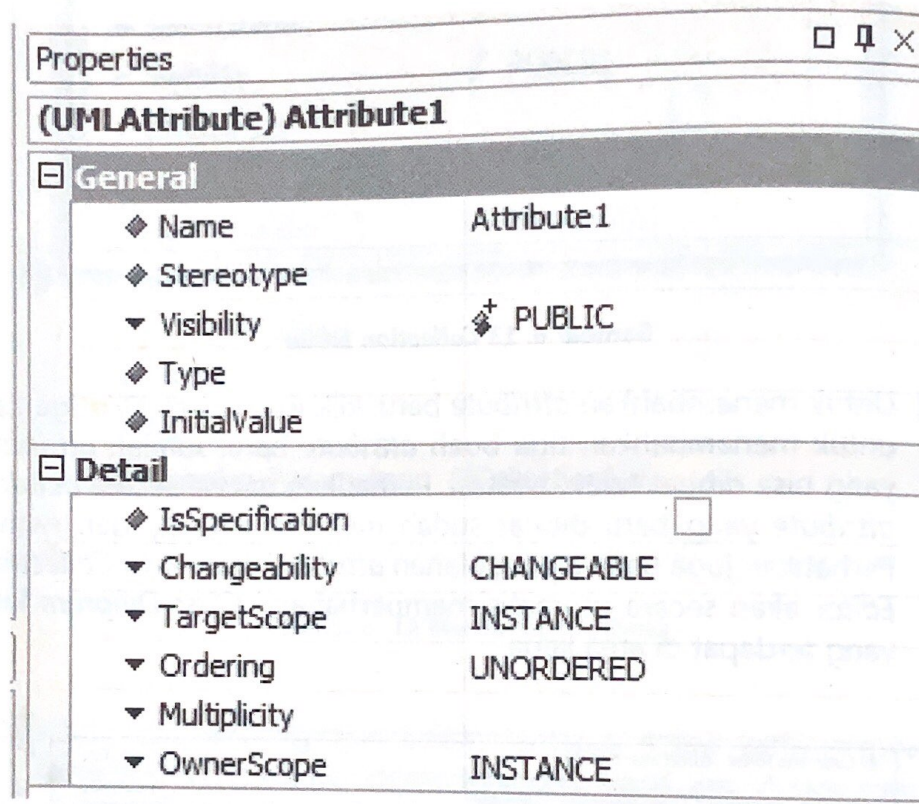 Properties
(UMLAttribute) Attribute1
General
Name Attribute1
Stereotype
Visibility PUBLIC
Type
InitialValue
Detail
IsSpecification
Changeability CHANGEABLE
TargetScope INSTANCE
Ordering UNORDERED
Multiplicity
OwnerScope INSTANCE